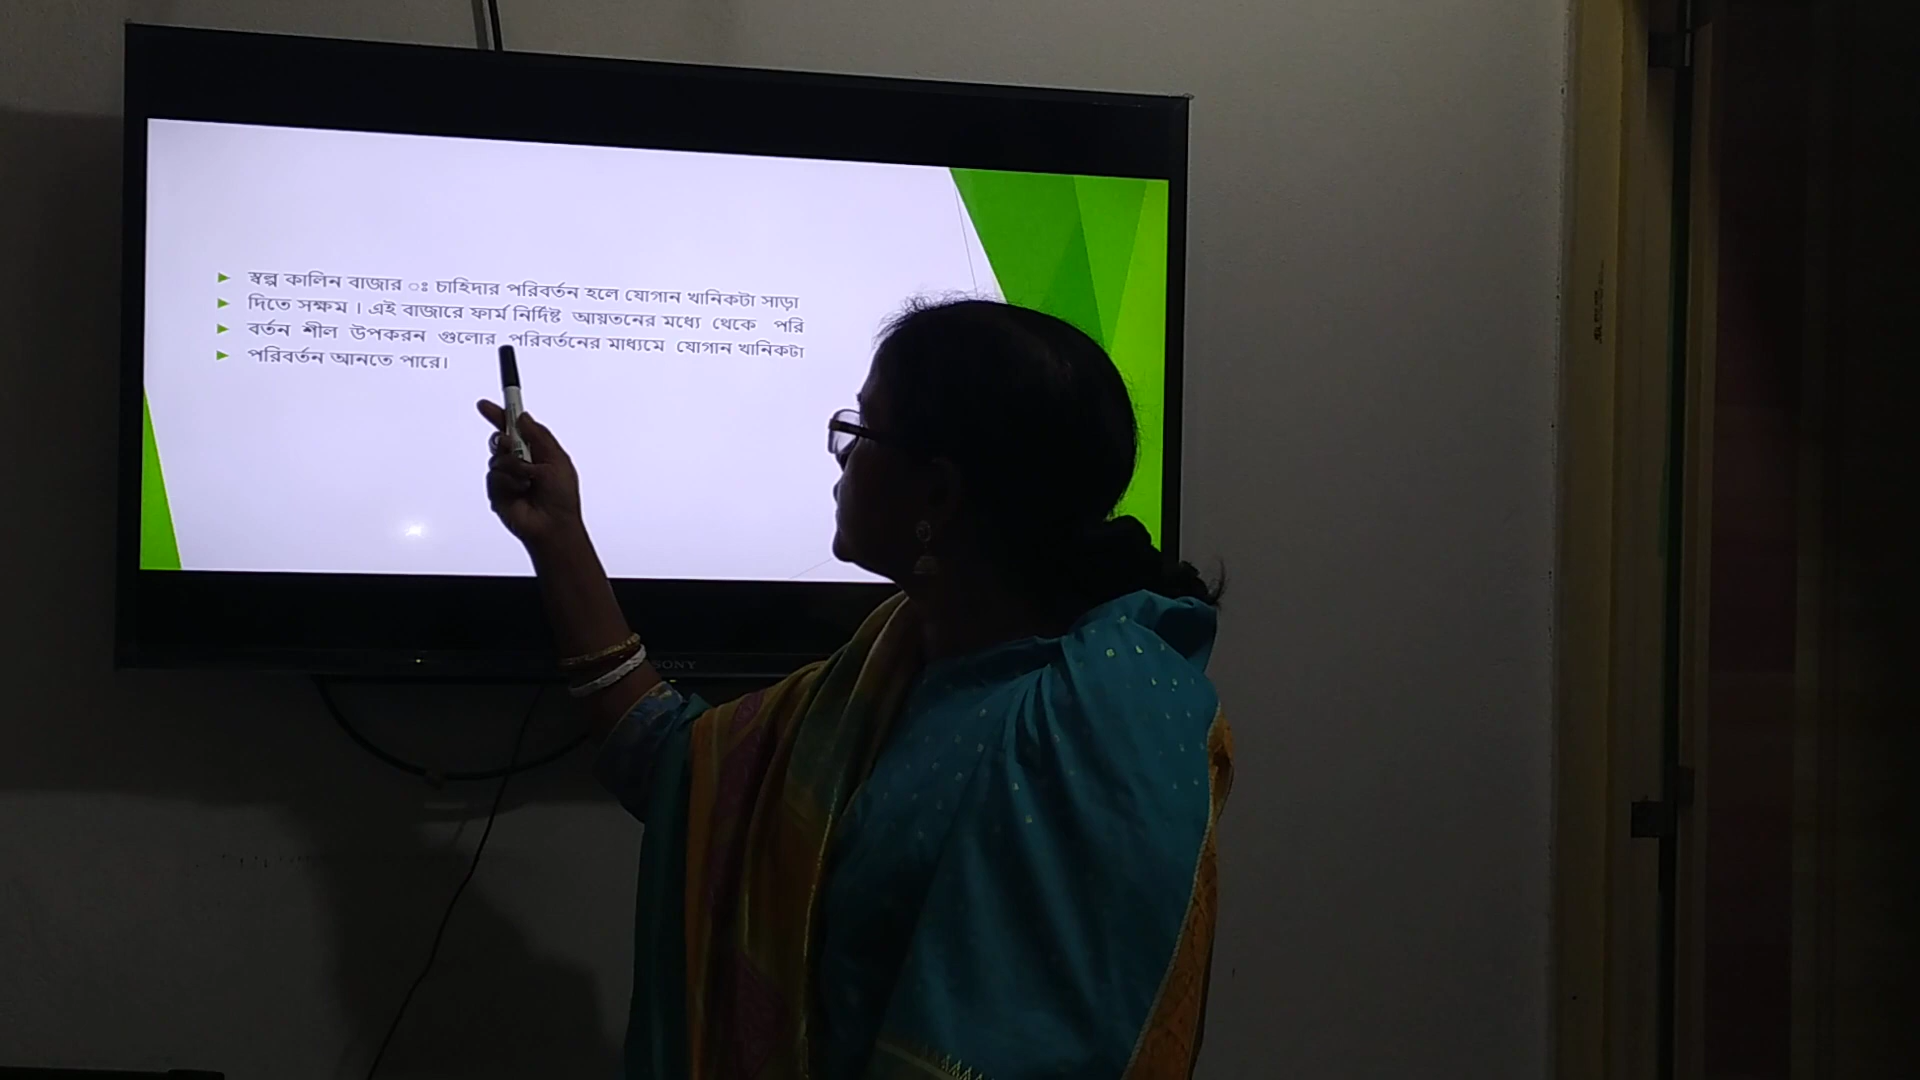 স্বল্প কালিন বাজার ঃ চাহিদার পরিবর্তন হলে যোগান খানিকটা সাড়া
দিতে সক্ষম । এই বাজারে ফার্ম নির্দিষ্ট আয়তনের মধ্যে থেকে পরি
বর্তন শীল উপকরন গুলোর পরিবর্তনের মাধ্যমে যোগান খানিকটা
পরিবর্তন আনতে পারে।
SONY